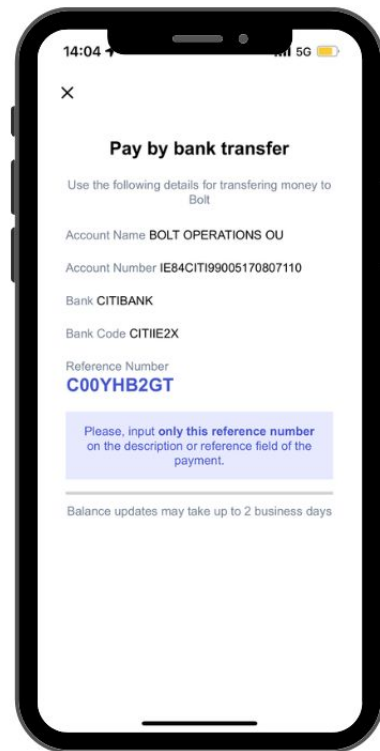 14:04
5G
Pay by bank transfer
Use the following details for transfering money to
Bolt
Account Name BOLT OPERATIONS OU
Account Number IE84CITI99005170807110
Bank CITIBANK
Bank Code CITIIE2X
Reference Number
C00YHB2GT
Please, input only this reference number
on the description or reference field of the
payment.
Balance updates may take up to 2 business days